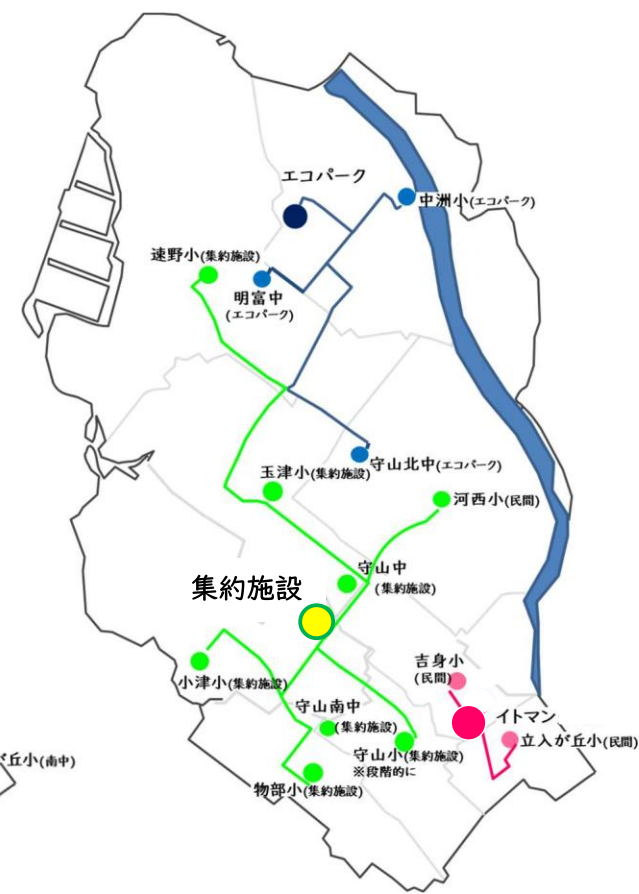 エコパーク
中洲小(エコパーク)
速野小(集約施設)
明富中
(エコパーク)
守山北中(エコパーク)
玉津小(集約施設)
河西小(民間)
守山中
(集約施設)
集約施設
吉身小
(民間)
小津小(集約施設)
守山南中
(集約施設)
イトマン
立入が丘小(民間)
守山小(集約施設)
※段階的に
物部小(集約施設)
丘小(南中)